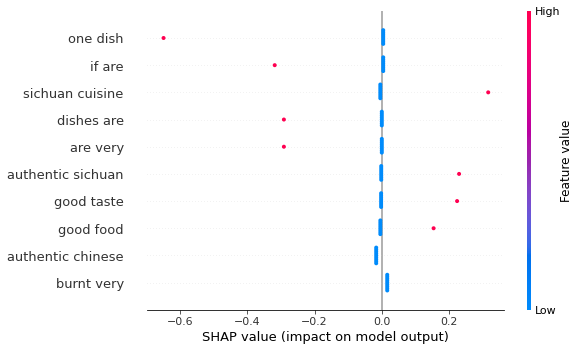 High
one dish
if are
sichuan cuisine
dishes are
are very
authentic sichuan
good taste
good food
authentic chinese
burnt very
Feature value
Low
−0.6 −0.4 −0.2 0.0 0.2
SHAP value (impact on model output)